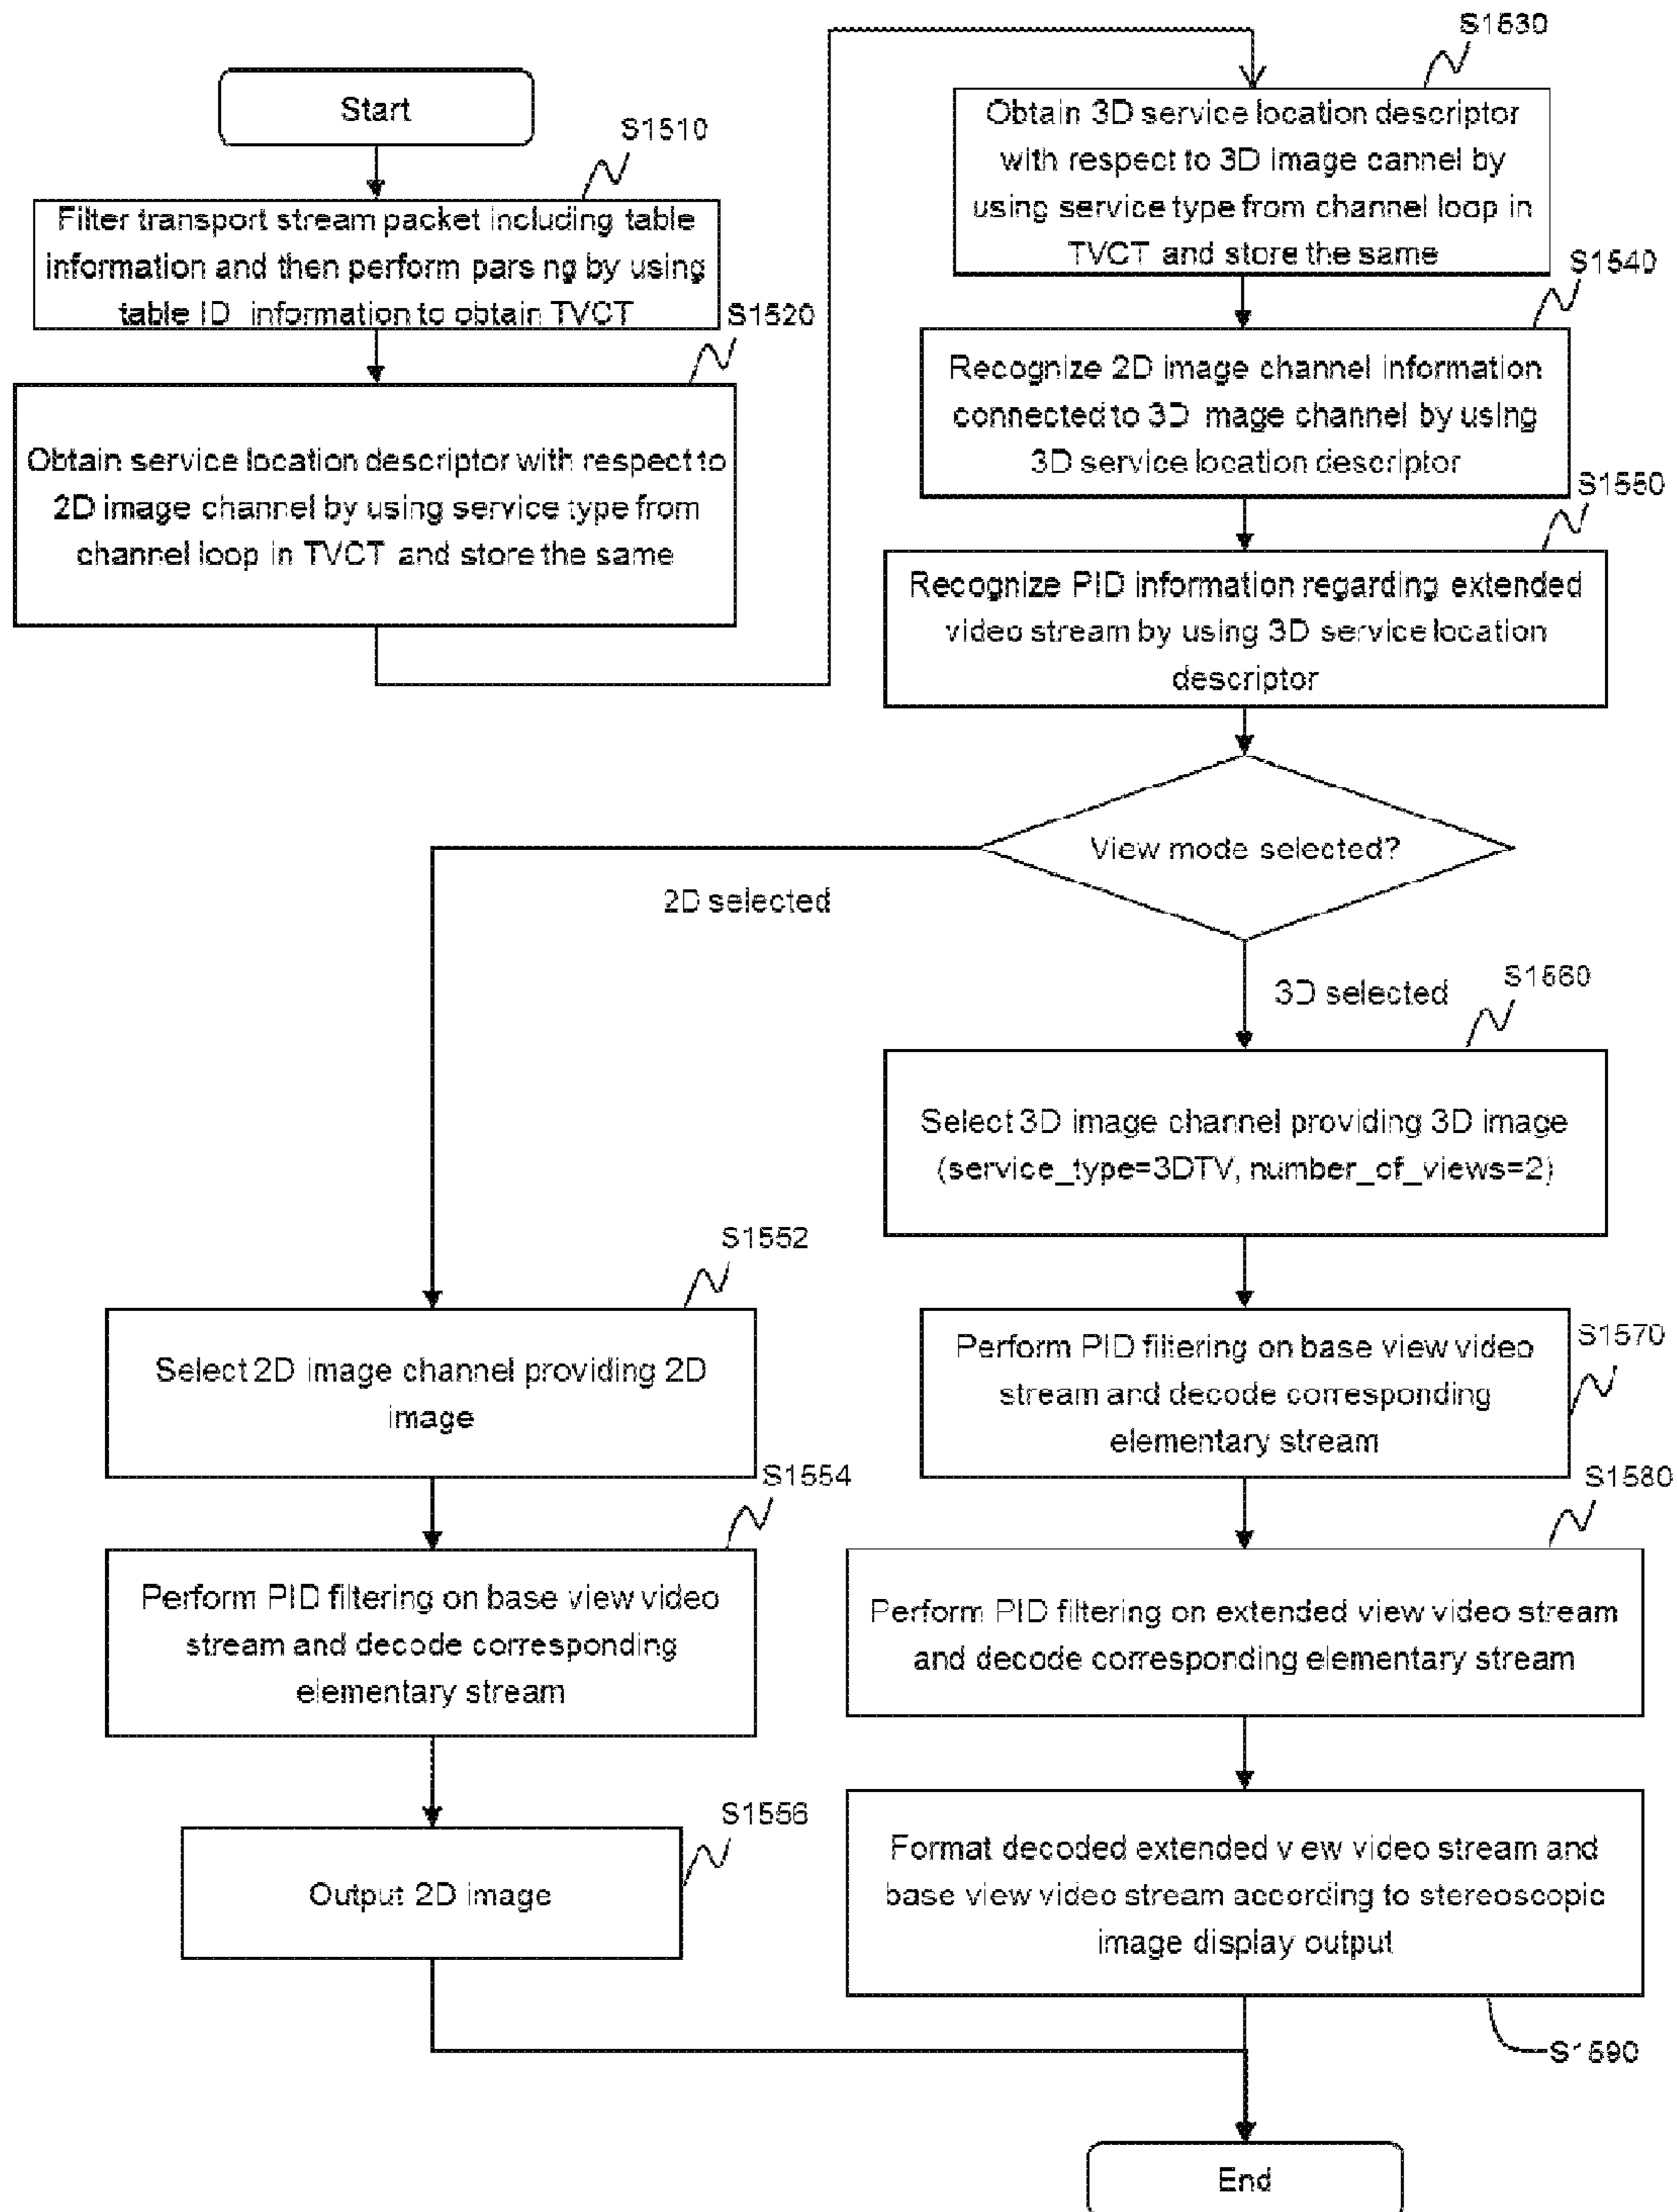 Start
S1510
Filter transport stream packet including table
information and then perform pars ng by using
table ID information to obtain TVCT
S1520
Obtain service location descriptor with respect to
2D image channel by using service type from
channel loop in TVCT and store the same
S1530
Obtain 3D service location descriptor
with respect to 3D image cannel by
using service type from channel loop in
TVCT and store the same
S1540
Recognize 2D image channel information
connected to 3D mage channel by using
3D service location descriptor
S1550
Recognize PID information regarding extended
video stream by using 3D service location
descriptor
View mode selected?
2D selected
3D selected
S1552
Select 2D image channel providing 2D
image
S1554
Perform PID filtering on base view video
stream and decode corresponding
elementary stream
S1556
Output 2D image
S1560
Select 3D image channel providing 3D image
(service_type=3DTV, number_of_views=2)
S1570
Perform PID filtering on base view video
stream and decode corresponding
elementary stream
S1580
Perform PID filtering on extended view video stream
and decode corresponding elementary stream
Format decoded extended v ew video stream and
base view video stream according to stereoscopic
image display output
S1590
End